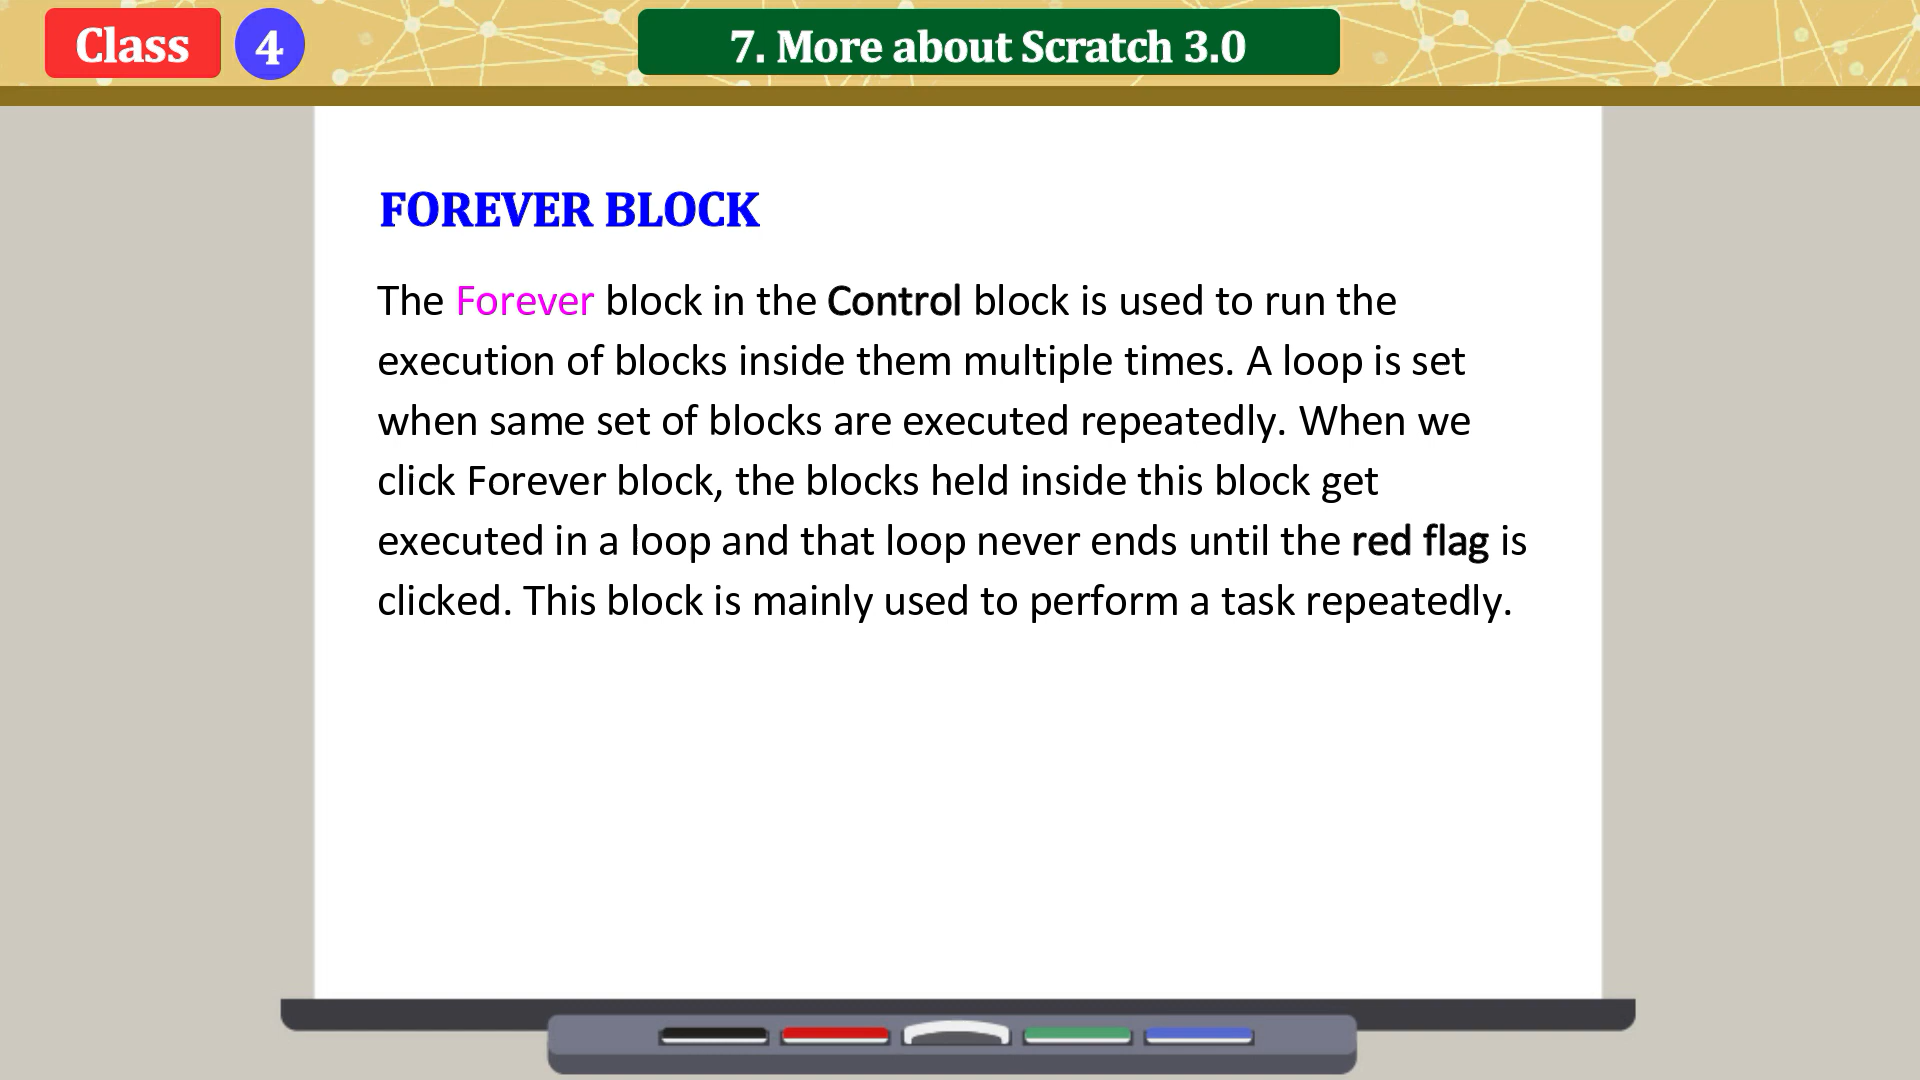 Class 4
7. More about Scratch 3.0
FOREVER BLOCK
The Forever block in the Control block is used to run the
execution of blocks inside them multiple times. A loop is set
when same set of blocks are executed repeatedly. When we
click Forever block, the blocks held inside this block get
executed in a loop and that loop never ends until the red flag is
clicked. This block is mainly used to perform a task repeatedly.